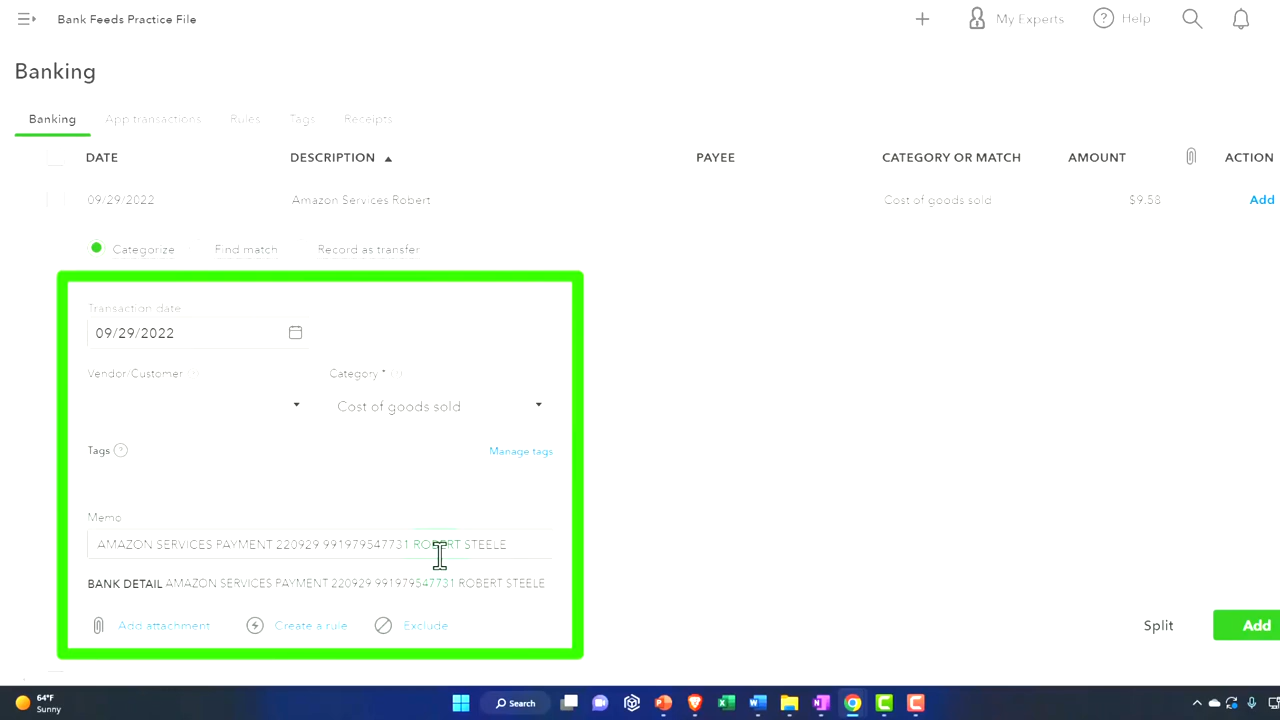 Bank Feeds Practice File
My Experts
Help
Banking
Banking App transactions Rules Tags Receipts
DATE DESCRIPTION PAYEE CATEGORY OR MATCH AMOUNT ACTION
09/29/2022 Amazon Services Robert Cost of goods sold $9.58 Add
Categorize Find match Record as transfer
Transaction date
09/29/2022
Vendor/Customer Category *
Cost of goods sold
Tags Manage tags
Memo
AMAZON SERVICES PAYMENT 220929 991979547731 ROBERT STEELE
BANK DETAIL AMAZON SERVICES PAYMENT 220929 991979547731 ROBERT STEELE
Add attachment Create a rule Exclude
Split Add
64°F
Sunny
Search